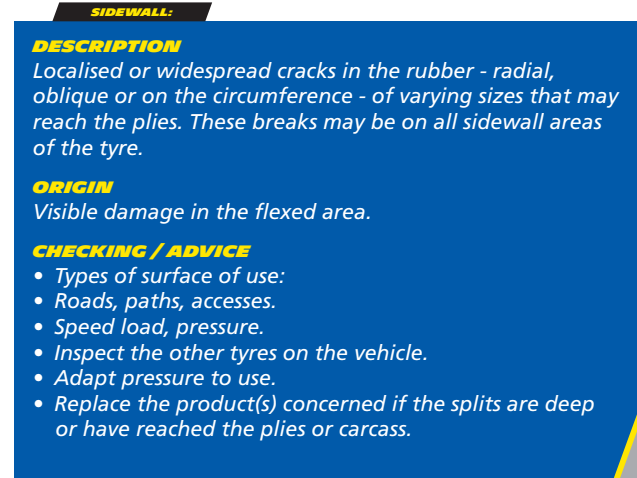 SIDEWALL:
DESCRIPTION
Localised or widespread cracks in the rubber - radial,
oblique or on the circumference - of varying sizes that may
reach the plies. These breaks may be on all sidewall areas
of the tyre.
ORIGIN
Visible damage in the flexed area.
CHECKING / ADVICE
• Types of surface of use:
• Roads, paths, accesses.
• Speed load, pressure.
• Inspect the other tyres on the vehicle.
• Adapt pressure to use.
• Replace the product(s) concerned if the splits are deep
or have reached the plies or carcass.